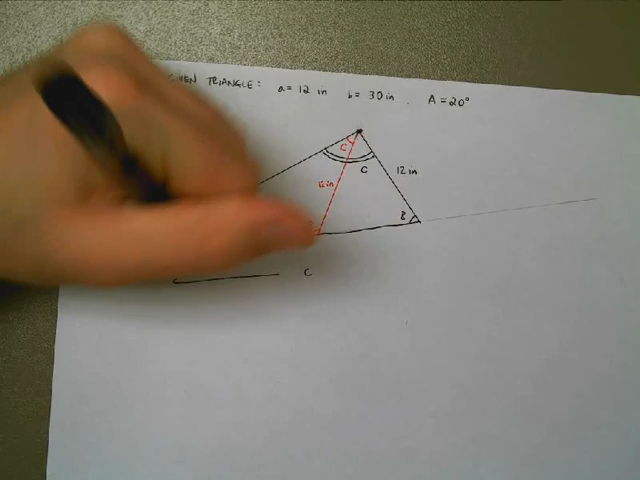 TRIANGLE: a = 12 in b = 30 in. A = 20°
C
C
12 in
12 in
B
C